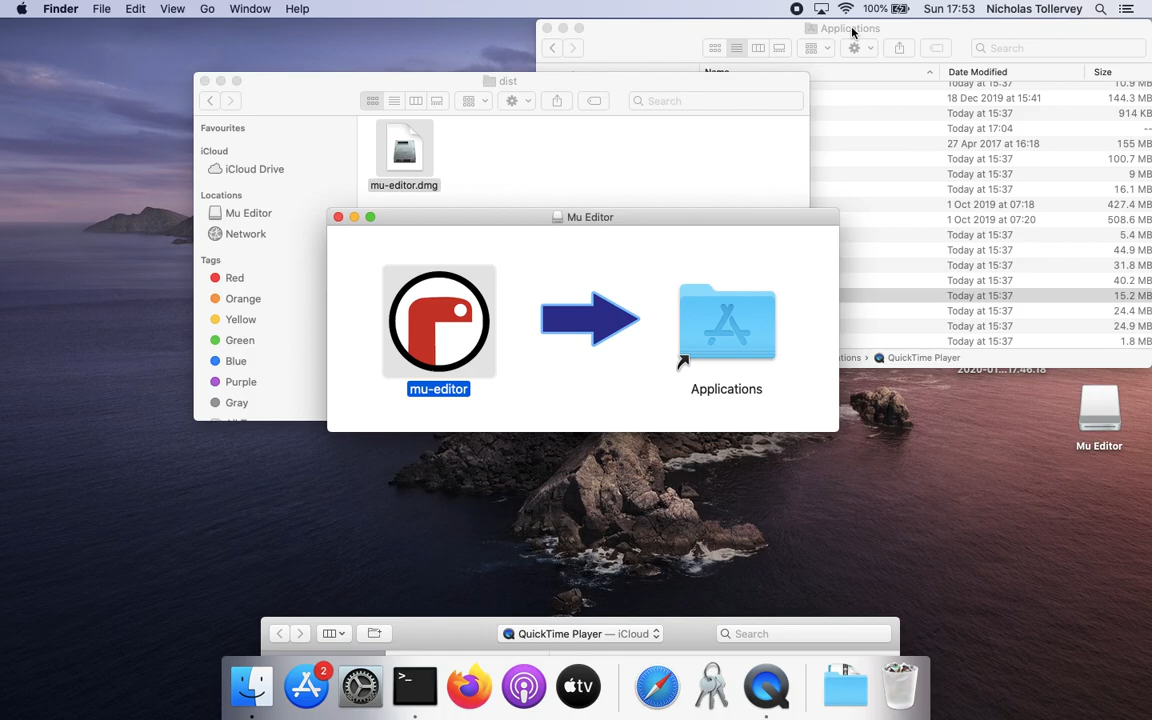 Finder File Edit View Go Window Help
100% Sun 17:53 Nicholas Tollervey
Applications
Search
Name Date Modified Size
Today at 15:37 10.9 MB
18 Dec 2019 at 15:41 144.3 MB
Today at 15:37 914 KB
Today at 17:04 --
27 Apr 2017 at 16:18 155 MB
Today at 15:37 100.7 MB
Today at 15:37 9 MB
Today at 15:37 16.1 MB
1 Oct 2019 at 07:18 427.4 MB
1 Oct 2019 at 07:20 508.6 MB
Today at 15:37 5.4 MB
Today at 15:37 44.9 MB
Today at 15:37 31.8 MB
Today at 15:37 40.2 MB
Today at 15:37 15.2 MB
Today at 15:37 24.4 MB
Today at 15:37 24.9 MB
Today at 15:37 1.8 MB
ations › QuickTime Player
dist
Search
Favourites
iCloud
iCloud Drive
Locations
Mu Editor
Network
Tags
Red
Orange
Yellow
Green
Blue
Purple
Gray
mu-editor.dmg
Mu Editor
mu-editor
Applications
2020-01...17.46.18
Mu Editor
QuickTime Player — iCloud
Search
2
>_
tv